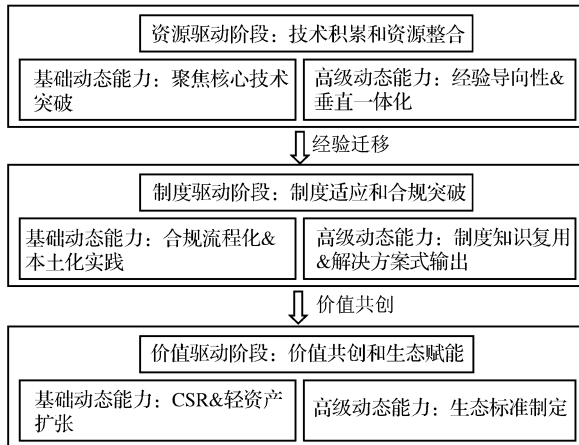 资源驱动阶段：技术积累和资源整合
基础动态能力：聚焦核心技术
突破
高级动态能力：经验导向性&
垂直一体化
经验迁移
制度驱动阶段：制度适应和合规突破
基础动态能力：合规流程化&
本土化实践
高级动态能力：制度知识复用
&解决方案式输出
价值共创
价值驱动阶段：价值共创和生态赋能
基础动态能力：CSR&轻资产
扩张
高级动态能力：生态标准制定